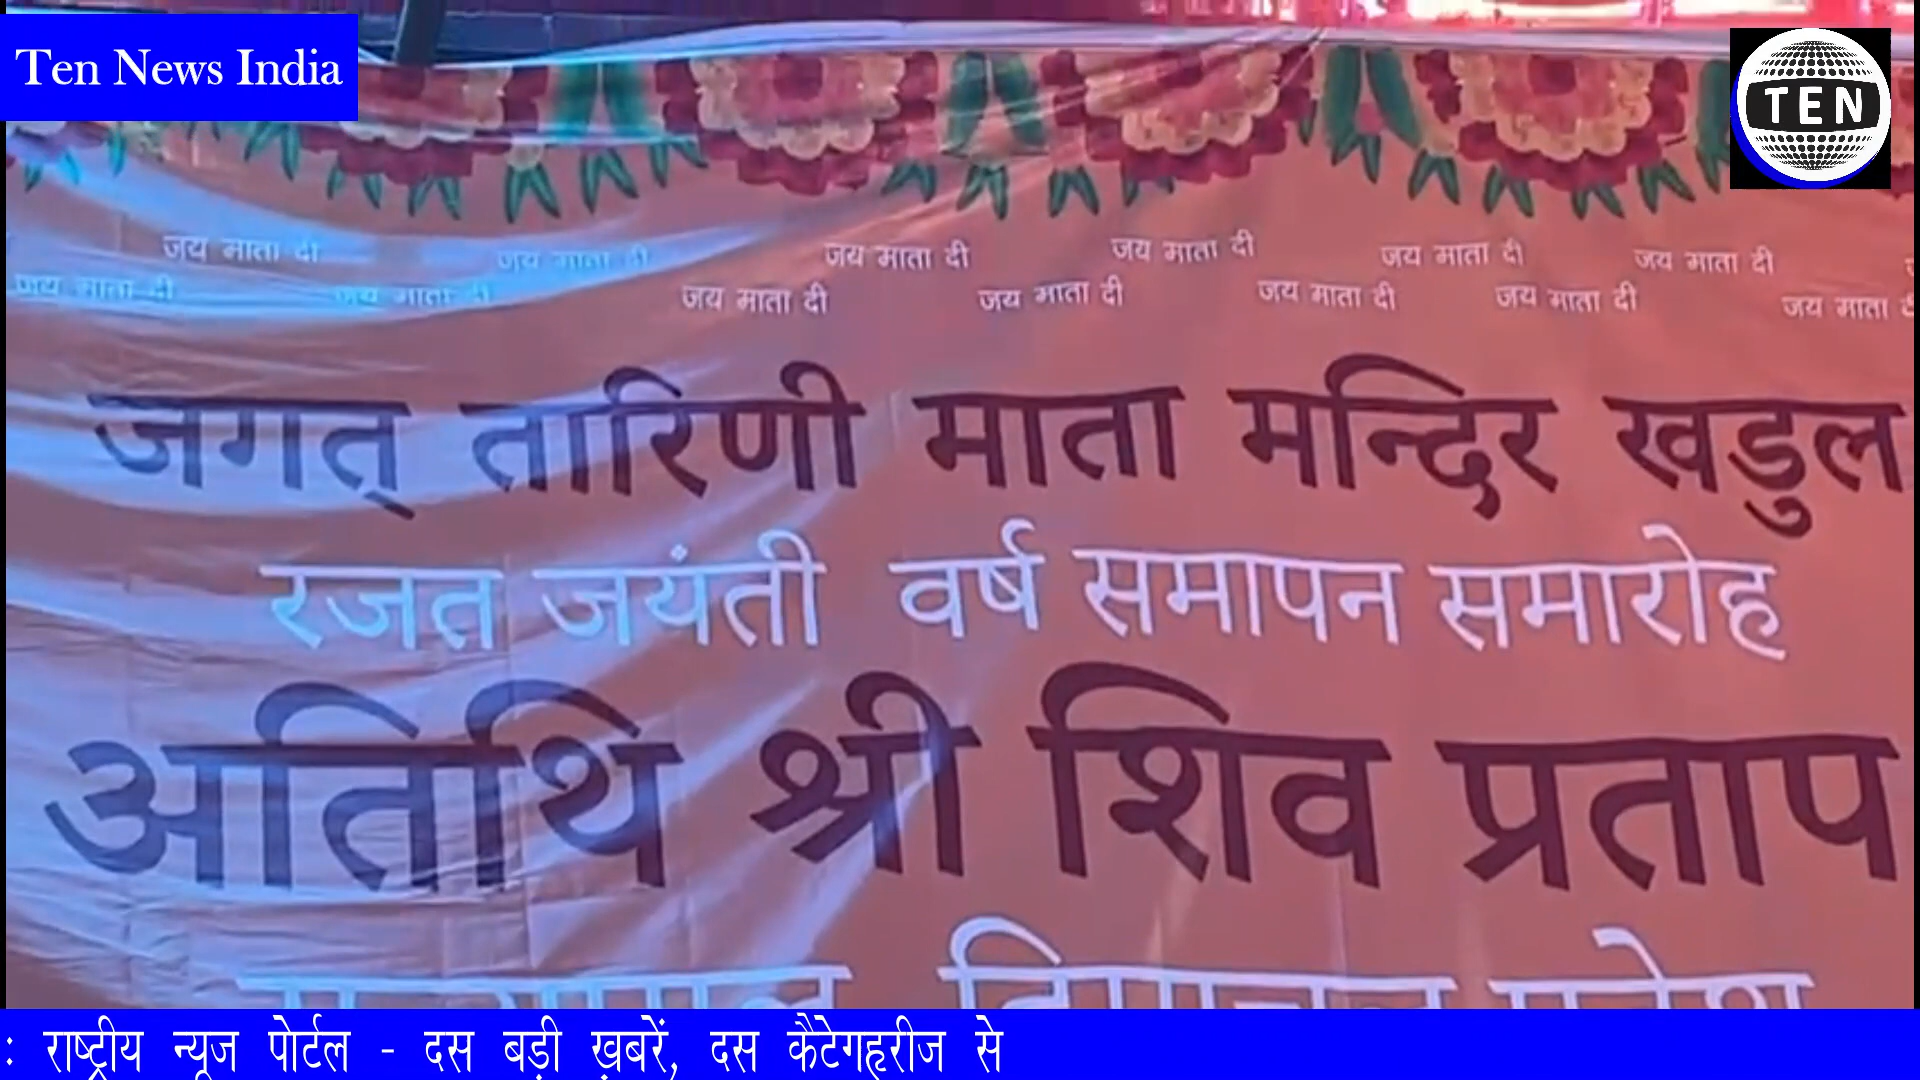 Ten News India
TEN
जय माता दी जय माता दी जय माता दी जय माता दी जय माता दी जय माता दी
जय माता दी जय माता दी जय माता दी जय माता दी जय माता दी जय माता दी जय माता दी
जगत् तारिणी माता मन्दिर खडुल
रजत जयंती वर्ष समापन समारोह
अतिथि श्री शिव प्रताप
: राष्ट्रीय न्यूज पोर्टल - दस बड़ी ख़बरें, दस कैटेगहरीज से